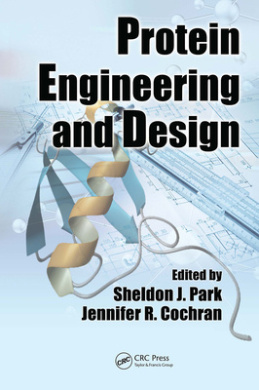 Protein
Engineering
and Design
Edited by
Sheldon J. Park
Jennifer R. Cochran
CRC Press
Taylor & Francis Group